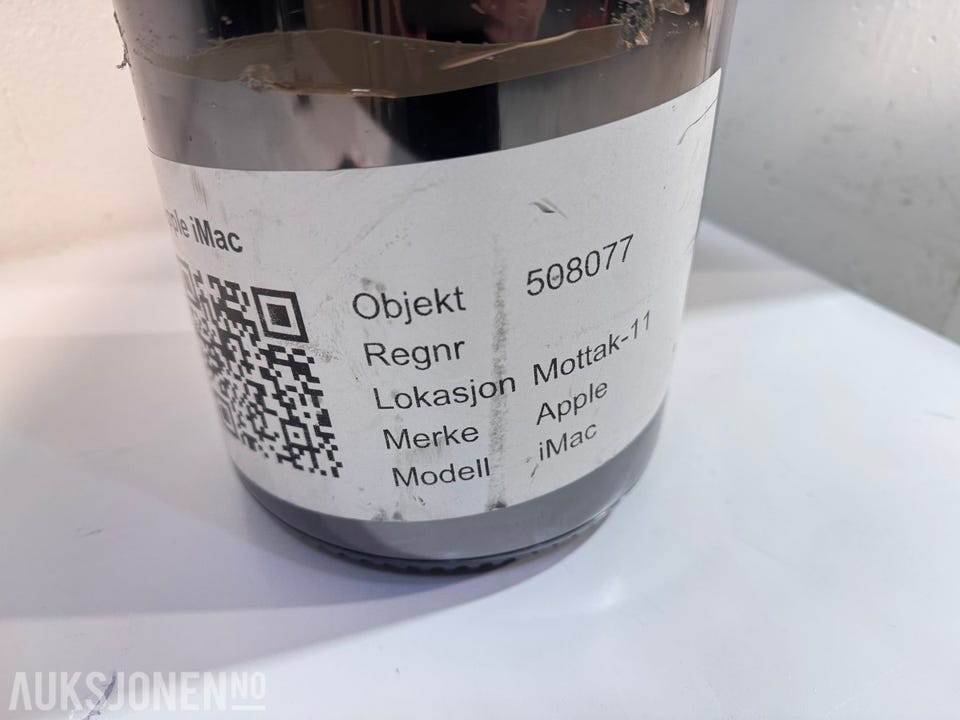 iMac
Objekt 508077
Regnr
Lokasjon Mottak-11
Merke Apple
Modell iMac
AUKSJONEN.NO